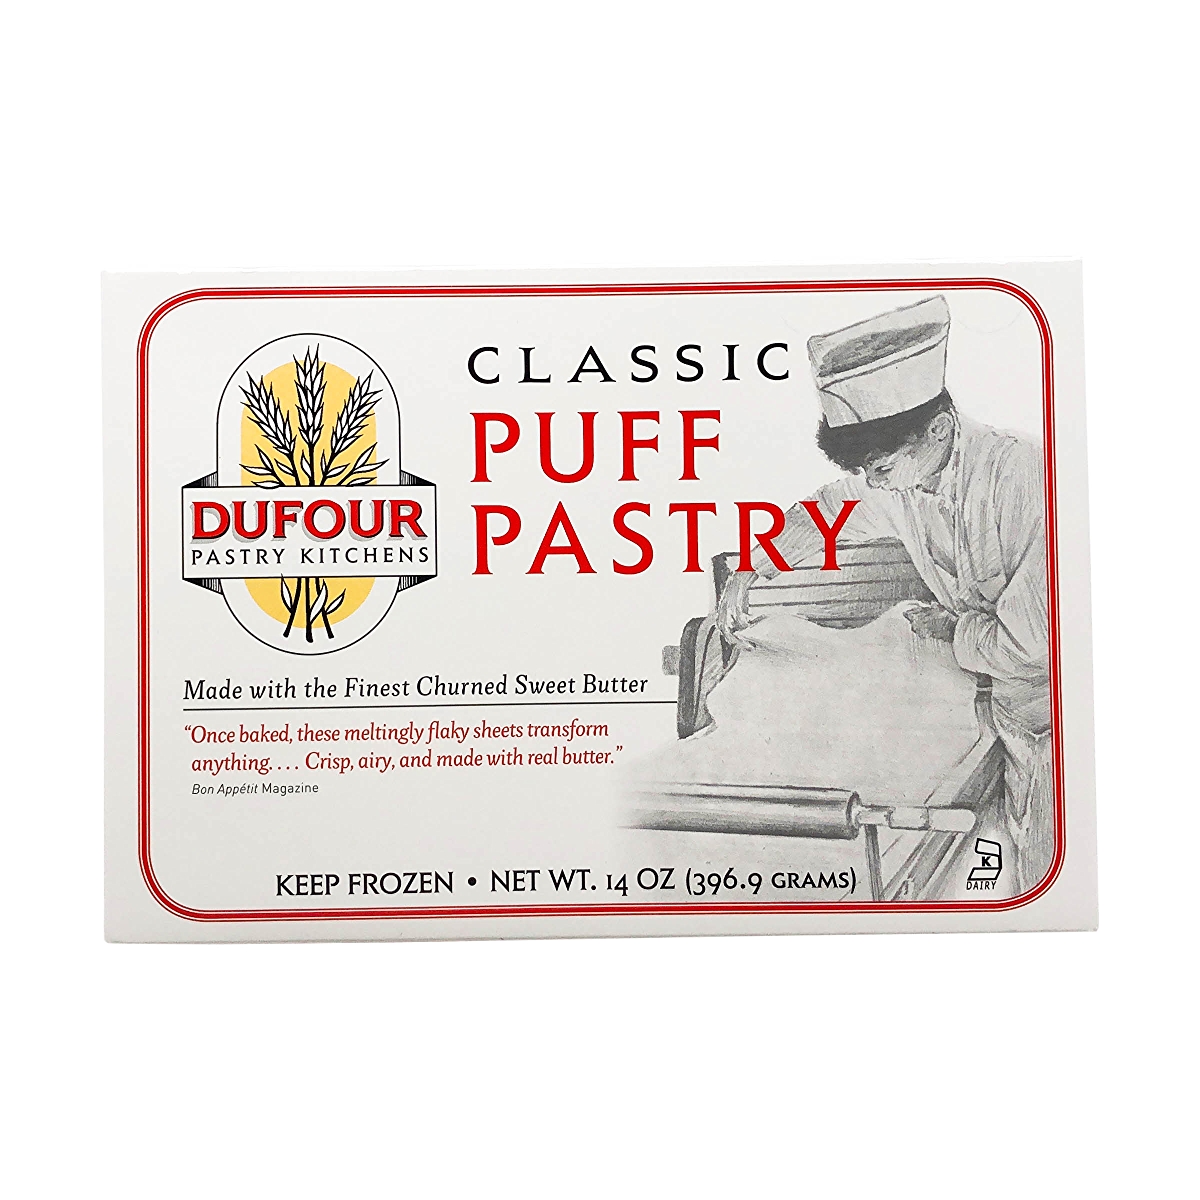 CLASSIC
PUFF
PASTRY
DUFOUR
PASTRY KITCHENS
Made with the Finest Churned Sweet Butter
“Once baked, these meltingly flaky sheets transform
anything.... Crisp, airy, and made with real butter.”
Bon Appétit Magazine
KEEP FROZEN • NET WT. 14 OZ (396.9 GRAMS)
K
DAIRY